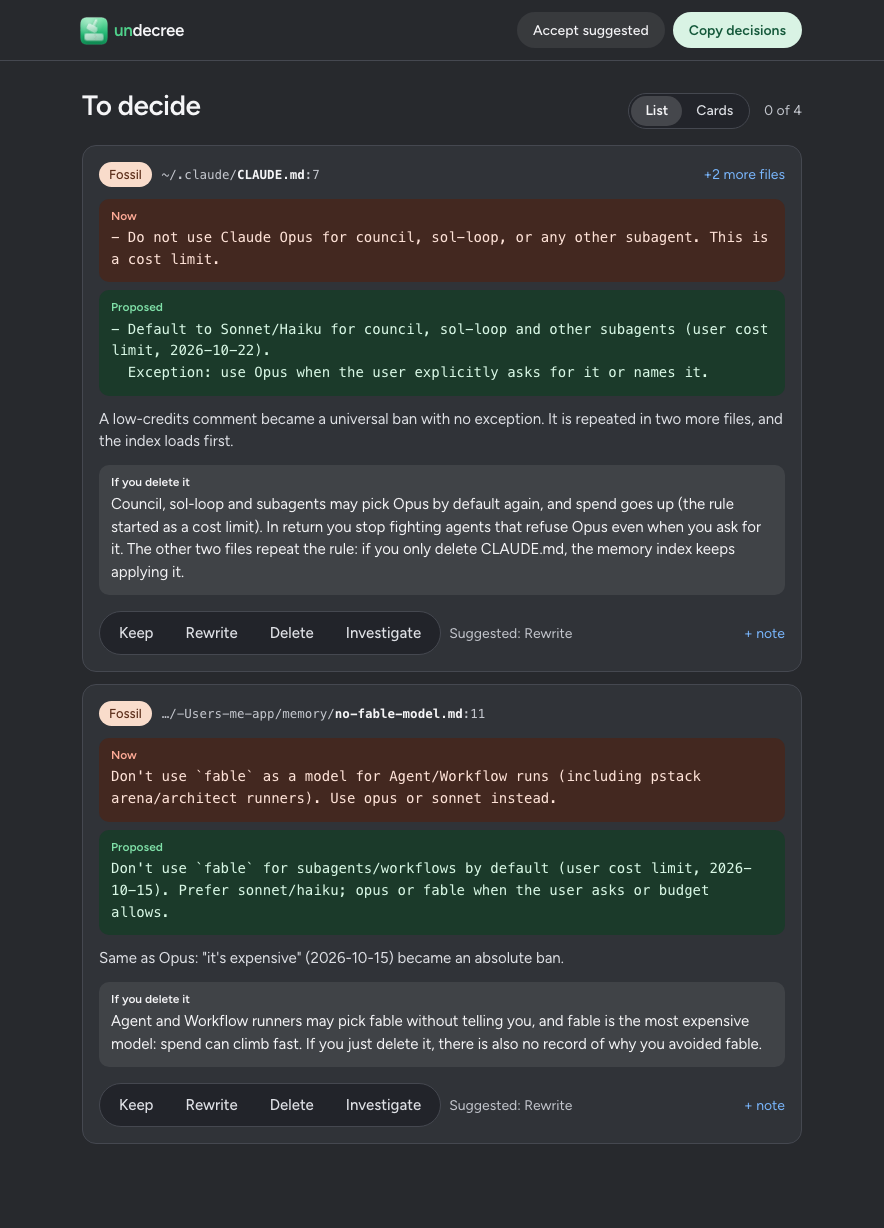 undecree
Accept suggested
Copy decisions
To decide
List
Cards
0 of 4
Fossil
~/.claude/CLAUDE.md:7
+2 more files
Now
– Do not use Claude Opus for council, sol–loop, or any other subagent. This is
a cost limit.
Proposed
– Default to Sonnet/Haiku for council, sol–loop and other subagents (user cost
limit, 2026–10–22).
Exception: use Opus when the user explicitly asks for it or names it.
A low-credits comment became a universal ban with no exception. It is repeated in two more files, and
the index loads first.
If you delete it
Council, sol-loop and subagents may pick Opus by default again, and spend goes up (the rule
started as a cost limit). In return you stop fighting agents that refuse Opus even when you ask for
it. The other two files repeat the rule: if you only delete CLAUDE.md, the memory index keeps
applying it.
Keep
Rewrite
Delete
Investigate
Suggested: Rewrite
+ note
Fossil
…/–Users–me–app/memory/no–fable–model.md:11
Now
Don't use `fable` as a model for Agent/Workflow runs (including pstack
arena/architect runners). Use opus or sonnet instead.
Proposed
Don't use `fable` for subagents/workflows by default (user cost limit, 2026–
10–15). Prefer sonnet/haiku; opus or fable when the user asks or budget
allows.
Same as Opus: "it's expensive" (2026-10-15) became an absolute ban.
If you delete it
Agent and Workflow runners may pick fable without telling you, and fable is the most expensive
model: spend can climb fast. If you just delete it, there is also no record of why you avoided fable.
Keep
Rewrite
Delete
Investigate
Suggested: Rewrite
+ note